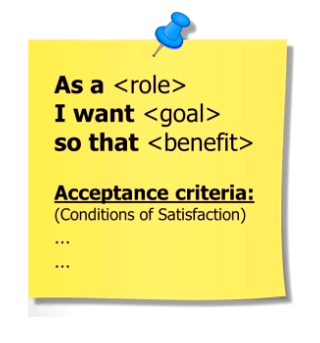 As a <role>
I want <goal>
so that <benefit>
Acceptance criteria:
(Conditions of Satisfaction)
...
...